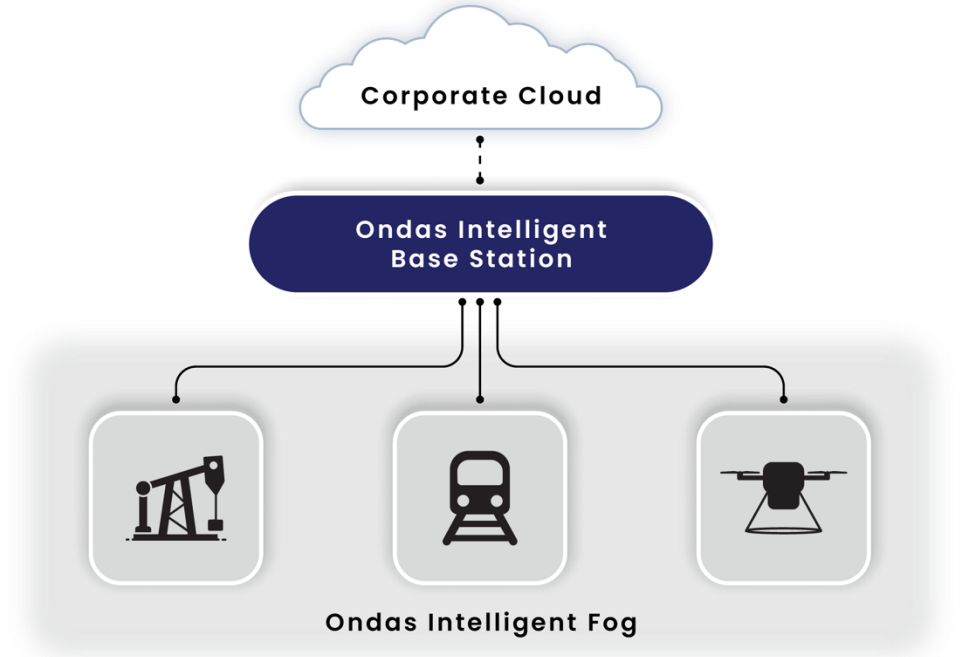 Corporate Cloud
Ondas Intelligent
Base Station
Ondas Intelligent Fog